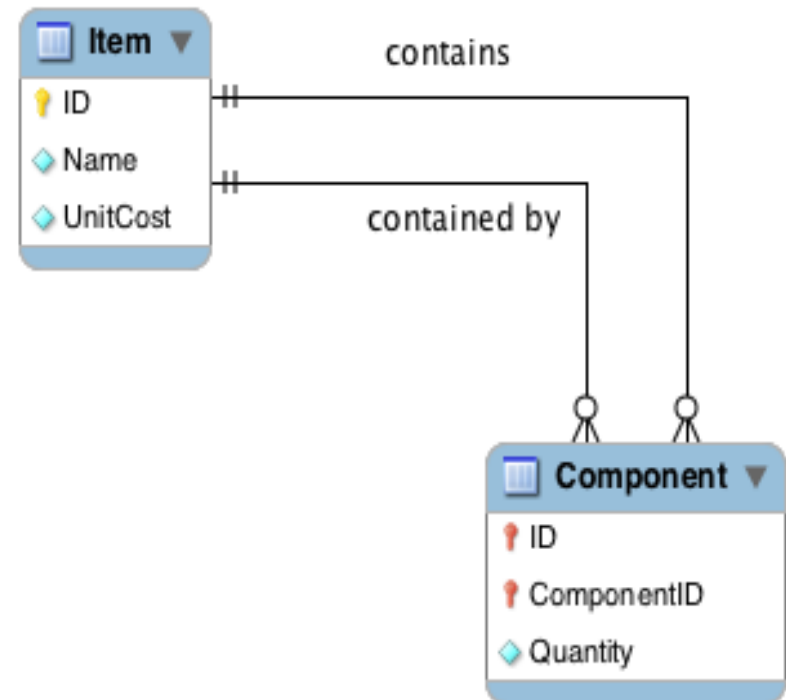 Item
ID
Name
UnitCost
contains
contained by
Component
ID
ComponentID
Quantity